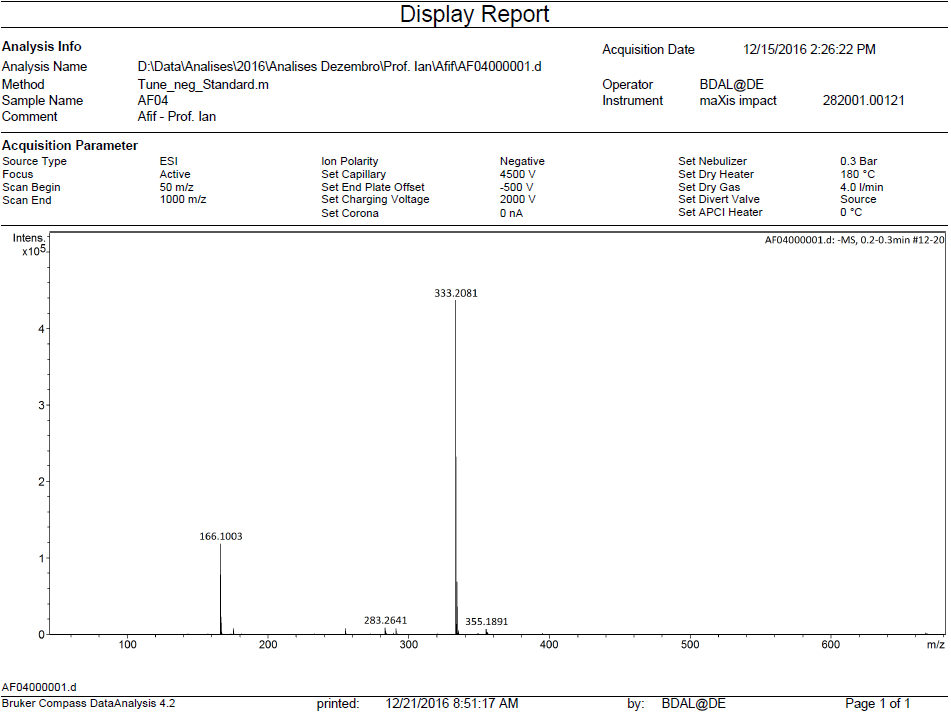 Display Report
Analysis Info
Acquisition Date 12/15/2016 2:26:22 PM
Analysis Name D:\Data\Analises\2016\Analises Dezembro\Prof. Ian\Afif\AF04000001.d
Method Tune_neg_Standard.m Operator BDAL@DE
Sample Name AF04 Instrument maXis impact 282001.00121
Comment Afif - Prof. Ian
Acquisition Parameter
Source Type ESI Ion Polarity Negative Set Nebulizer 0.3 Bar
Focus Active Set Capillary 4500 V Set Dry Heater 180 °C
Scan Begin 50 m/z Set End Plate Offset -500 V Set Dry Gas 4.0 l/min
Scan End 1000 m/z Set Charging Voltage 2000 V Set Divert Valve Source
Set Corona 0 nA Set APCI Heater 0 °C
Intens. AF04000001.d: -MS, 0.2-0.3min #12-20
x10^5
333.2081
4
3
2
166.1003
1
283.2641 355.1891
0
100 200 300 400 500 600 m/z
AF04000001.d
Bruker Compass DataAnalysis 4.2 printed: 12/21/2016 8:51:17 AM by: BDAL@DE Page 1 of 1